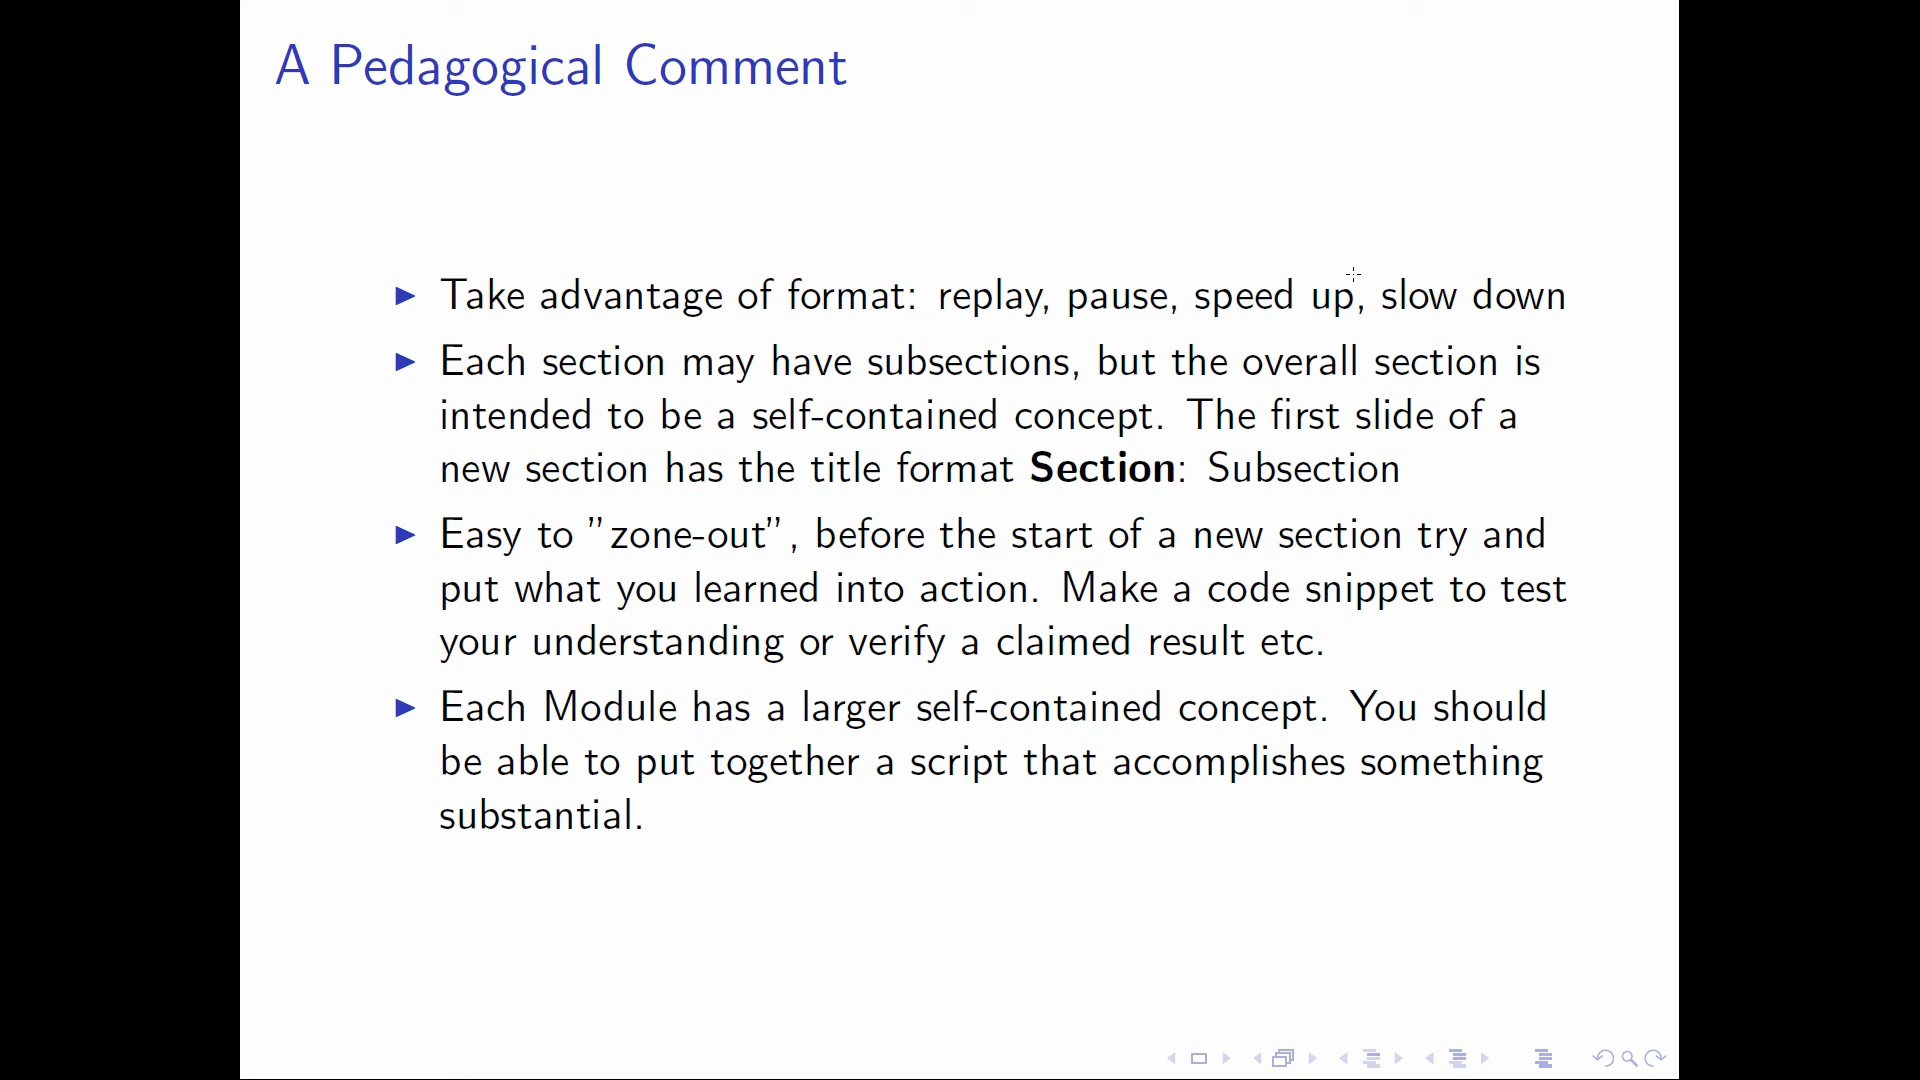 A Pedagogical Comment
Take advantage of format: replay, pause, speed up, slow down
Each section may have subsections, but the overall section is
intended to be a self-contained concept. The first slide of a
new section has the title format Section: Subsection
Easy to ”zone-out”, before the start of a new section try and
put what you learned into action. Make a code snippet to test
your understanding or verify a claimed result etc.
Each Module has a larger self-contained concept. You should
be able to put together a script that accomplishes something
substantial.